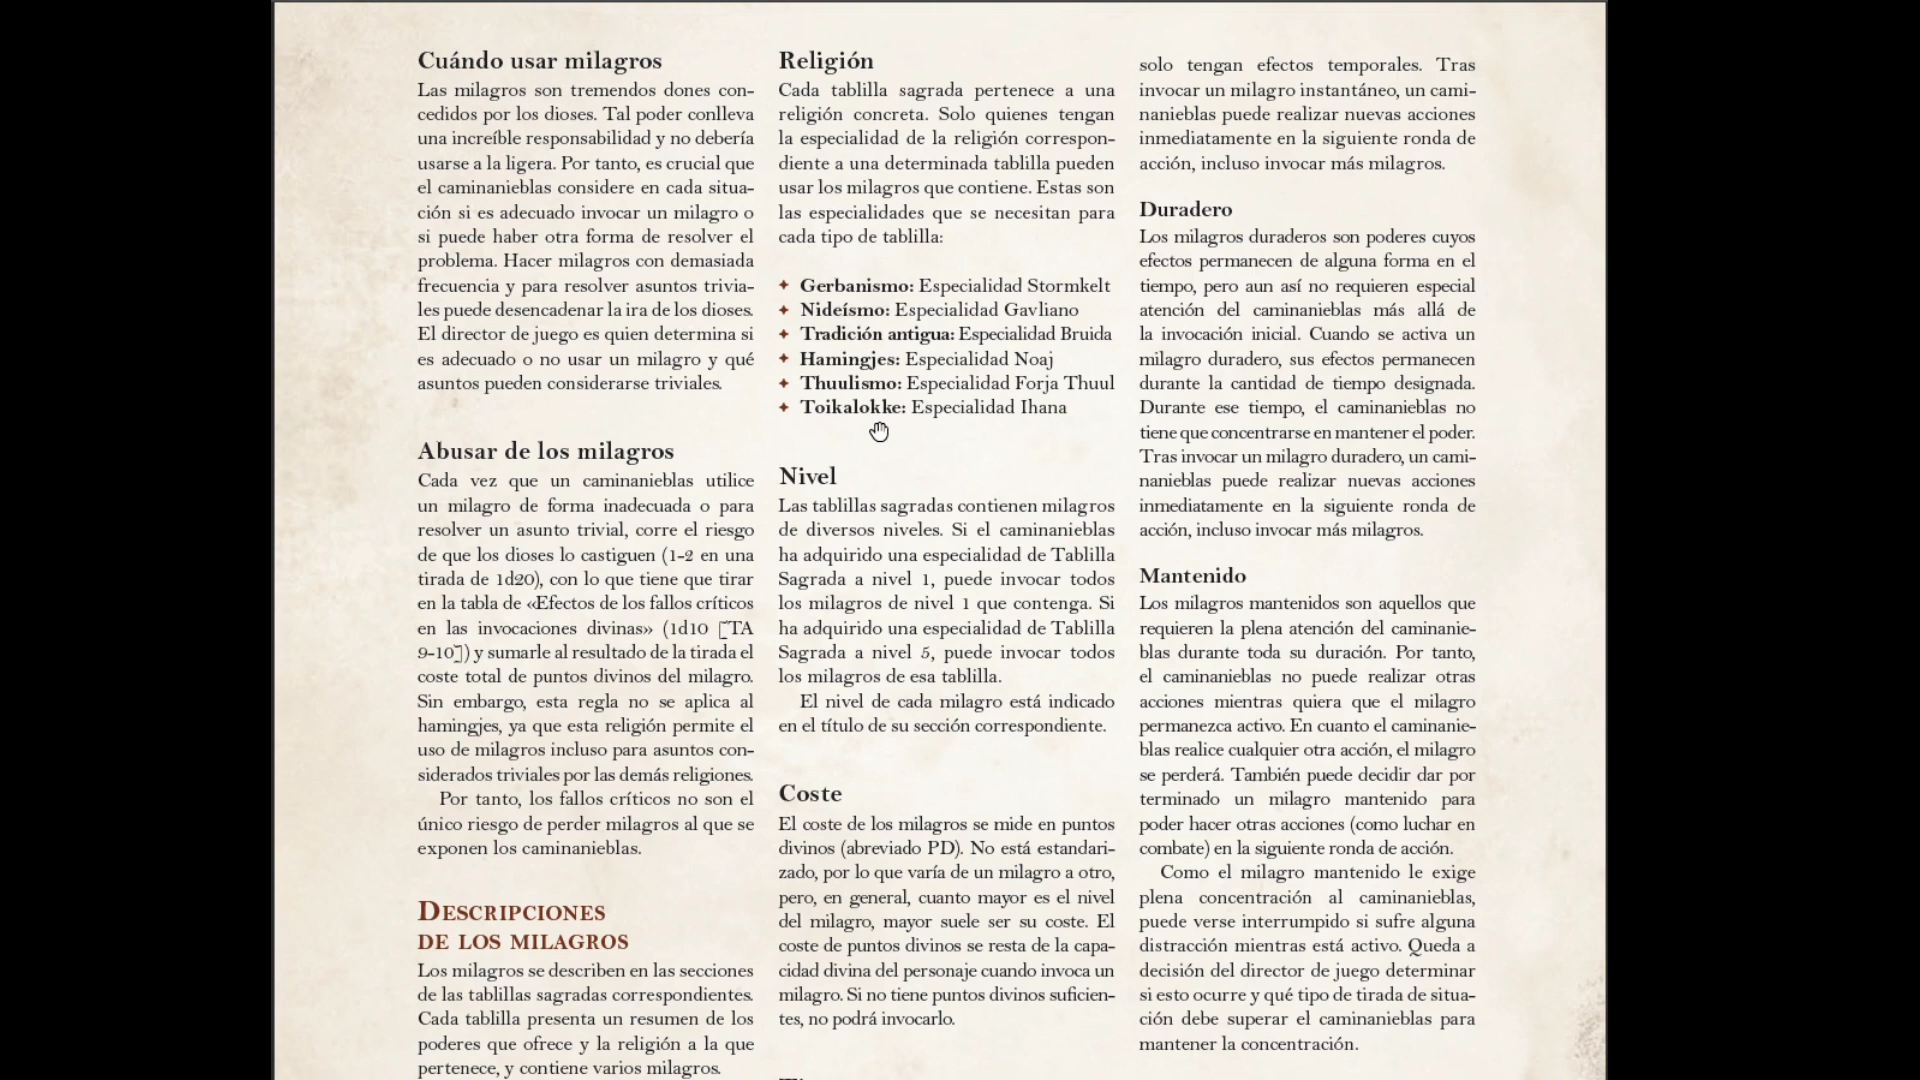 Cuándo usar milagros
Las milagros son tremendos dones con-
cedidos por los dioses. Tal poder conlleva
una increíble responsabilidad y no debería
usarse a la ligera. Por tanto, es crucial que
el caminanieblas considere en cada situa-
ción si es adecuado invocar un milagro o
si puede haber otra forma de resolver el
problema. Hacer milagros con demasiada
frecuencia y para resolver asuntos trivia-
les puede desencadenar la ira de los dioses.
El director de juego es quien determina si
es adecuado o no usar un milagro y qué
asuntos pueden considerarse triviales.
Abusar de los milagros
Cada vez que un caminanieblas utilice
un milagro de forma inadecuada o para
resolver un asunto trivial, corre el riesgo
de que los dioses lo castiguen (1-2 en una
tirada de 1d20), con lo que tiene que tirar
en la tabla de «Efectos de los fallos críticos
en las invocaciones divinas» (1d10 [TA
9-10]) y sumarle al resultado de la tirada el
coste total de puntos divinos del milagro.
Sin embargo, esta regla no se aplica al
hamingjes, ya que esta religión permite el
uso de milagros incluso para asuntos con-
siderados triviales por las demás religiones.
Por tanto, los fallos críticos no son el
único riesgo de perder milagros al que se
exponen los caminanieblas.
DESCRIPCIONES
DE LOS MILAGROS
Los milagros se describen en las secciones
de las tablillas sagradas correspondientes.
Cada tablilla presenta un resumen de los
poderes que ofrece y la religión a la que
pertenece, y contiene varios milagros.
Religión
Cada tablilla sagrada pertenece a una
religión concreta. Solo quienes tengan
la especialidad de la religión correspon-
diente a una determinada tablilla pueden
usar los milagros que contiene. Estas son
las especialidades que se necesitan para
cada tipo de tablilla:
✦ Gerbanismo: Especialidad Stormkelt
✦ Nideísmo: Especialidad Gavliano
✦ Tradición antigua: Especialidad Bruida
✦ Hamingjes: Especialidad Noaj
✦ Thuulismo: Especialidad Forja Thuul
✦ Toikalokke: Especialidad Ihana
Nivel
Las tablillas sagradas contienen milagros
de diversos niveles. Si el caminanieblas
ha adquirido una especialidad de Tablilla
Sagrada a nivel 1, puede invocar todos
los milagros de nivel 1 que contenga. Si
ha adquirido una especialidad de Tablilla
Sagrada a nivel 5, puede invocar todos
los milagros de esa tablilla.
El nivel de cada milagro está indicado
en el título de su sección correspondiente.
Coste
El coste de los milagros se mide en puntos
divinos (abreviado PD). No está estandari-
zado, por lo que varía de un milagro a otro,
pero, en general, cuanto mayor es el nivel
del milagro, mayor suele ser su coste. El
coste de puntos divinos se resta de la capa-
cidad divina del personaje cuando invoca un
milagro. Si no tiene puntos divinos suficien-
tes, no podrá invocarlo.
solo tengan efectos temporales. Tras
invocar un milagro instantáneo, un cami-
nanieblas puede realizar nuevas acciones
inmediatamente en la siguiente ronda de
acción, incluso invocar más milagros.
Duradero
Los milagros duraderos son poderes cuyos
efectos permanecen de alguna forma en el
tiempo, pero aun así no requieren especial
atención del caminanieblas más allá de
la invocación inicial. Cuando se activa un
milagro duradero, sus efectos permanecen
durante la cantidad de tiempo designada.
Durante ese tiempo, el caminanieblas no
tiene que concentrarse en mantener el poder.
Tras invocar un milagro duradero, un cami-
nanieblas puede realizar nuevas acciones
inmediatamente en la siguiente ronda de
acción, incluso invocar más milagros.
Mantenido
Los milagros mantenidos son aquellos que
requieren la plena atención del caminanie-
blas durante toda su duración. Por tanto,
el caminanieblas no puede realizar otras
acciones mientras quiera que el milagro
permanezca activo. En cuanto el caminanie-
blas realice cualquier otra acción, el milagro
se perderá. También puede decidir dar por
terminado un milagro mantenido para
poder hacer otras acciones (como luchar en
combate) en la siguiente ronda de acción.
Como el milagro mantenido le exige
plena concentración al caminanieblas,
puede verse interrumpido si sufre alguna
distracción mientras está activo. Queda a
decisión del director de juego determinar
si esto ocurre y qué tipo de tirada de situa-
ción debe superar el caminanieblas para
mantener la concentración.